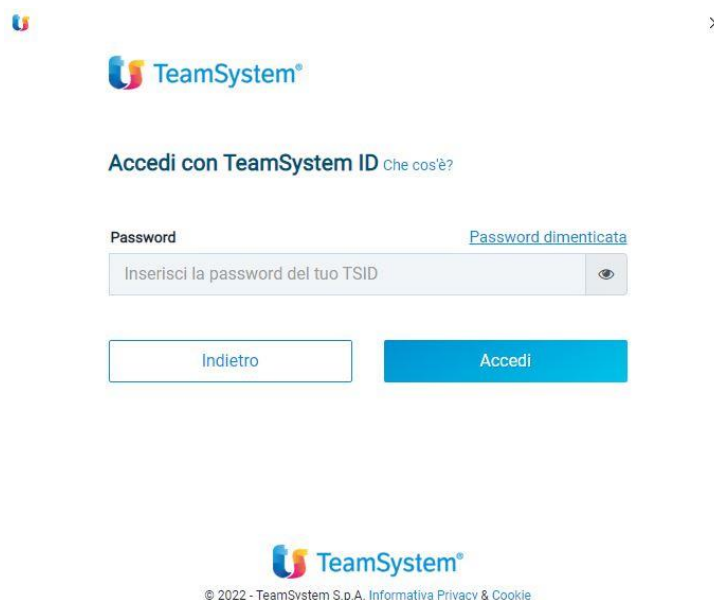 TeamSystem®
Accedi con TeamSystem ID Che cos'è?
Password Password dimenticata
Inserisci la password del tuo TSID
Indietro Accedi
TeamSystem®
© 2022 - TeamSystem S.p.A. Informativa Privacy & Cookie